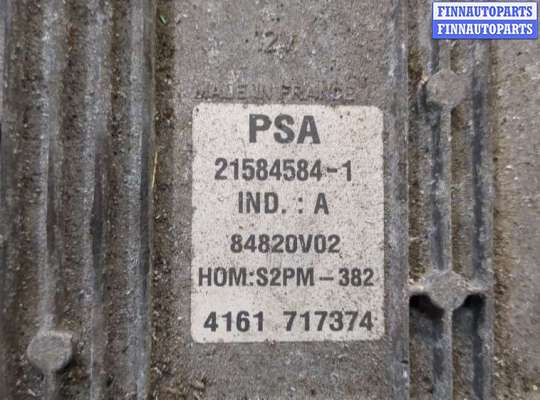 FINNAUTOPARTS
FINNAUTOPARTS
MADE IN FRANCE
PSA
21584584-1
IND. : A
84820V02
HOM:S2PM-382
4161 717374